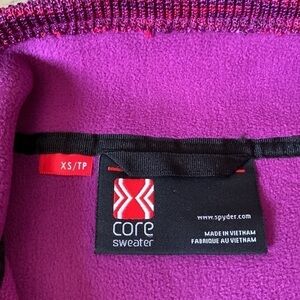 XS/TP
core
sweater
www.spyder.com
MADE IN VIETNAM
FABRIQUE AU VIETNAM